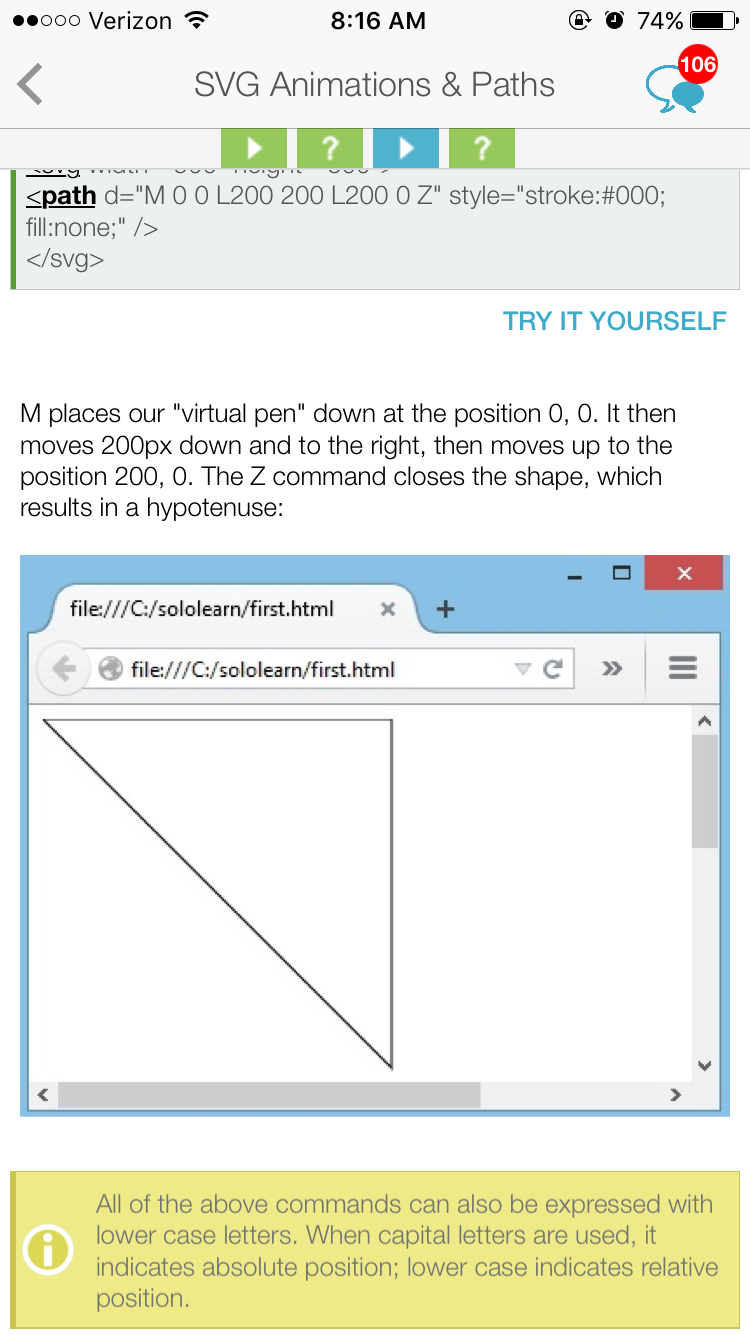 Verizon 8:16 AM 74%
SVG Animations & Paths
106
? ?
<path d="M 0 0 L200 200 L200 0 Z" style="stroke:#000;
fill:none;" />
</svg>
TRY IT YOURSELF
M places our "virtual pen" down at the position 0, 0. It then
moves 200px down and to the right, then moves up to the
position 200, 0. The Z command closes the shape, which
results in a hypotenuse:
file:///C:/sololearn/first.html
file:///C:/sololearn/first.html
All of the above commands can also be expressed with
lower case letters. When capital letters are used, it
indicates absolute position; lower case indicates relative
position.